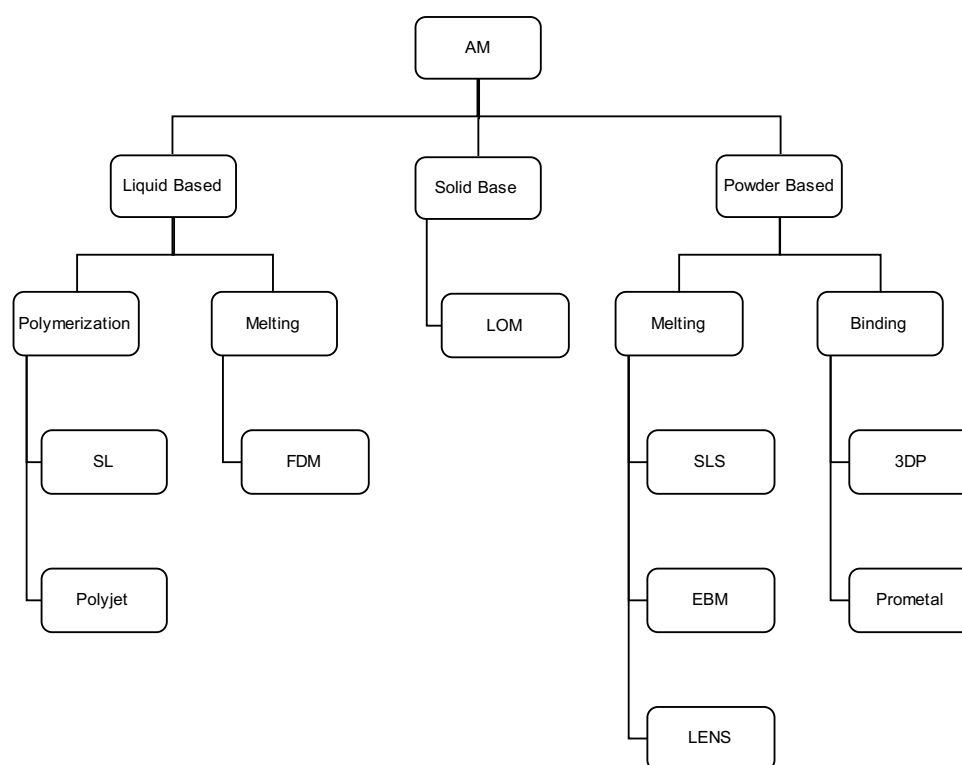 AM
Liquid Based
Solid Base
Powder Based
Polymerization
Melting
LOM
Melting
Binding
SL
FDM
SLS
3DP
Polyjet
EBM
Prometal
LENS